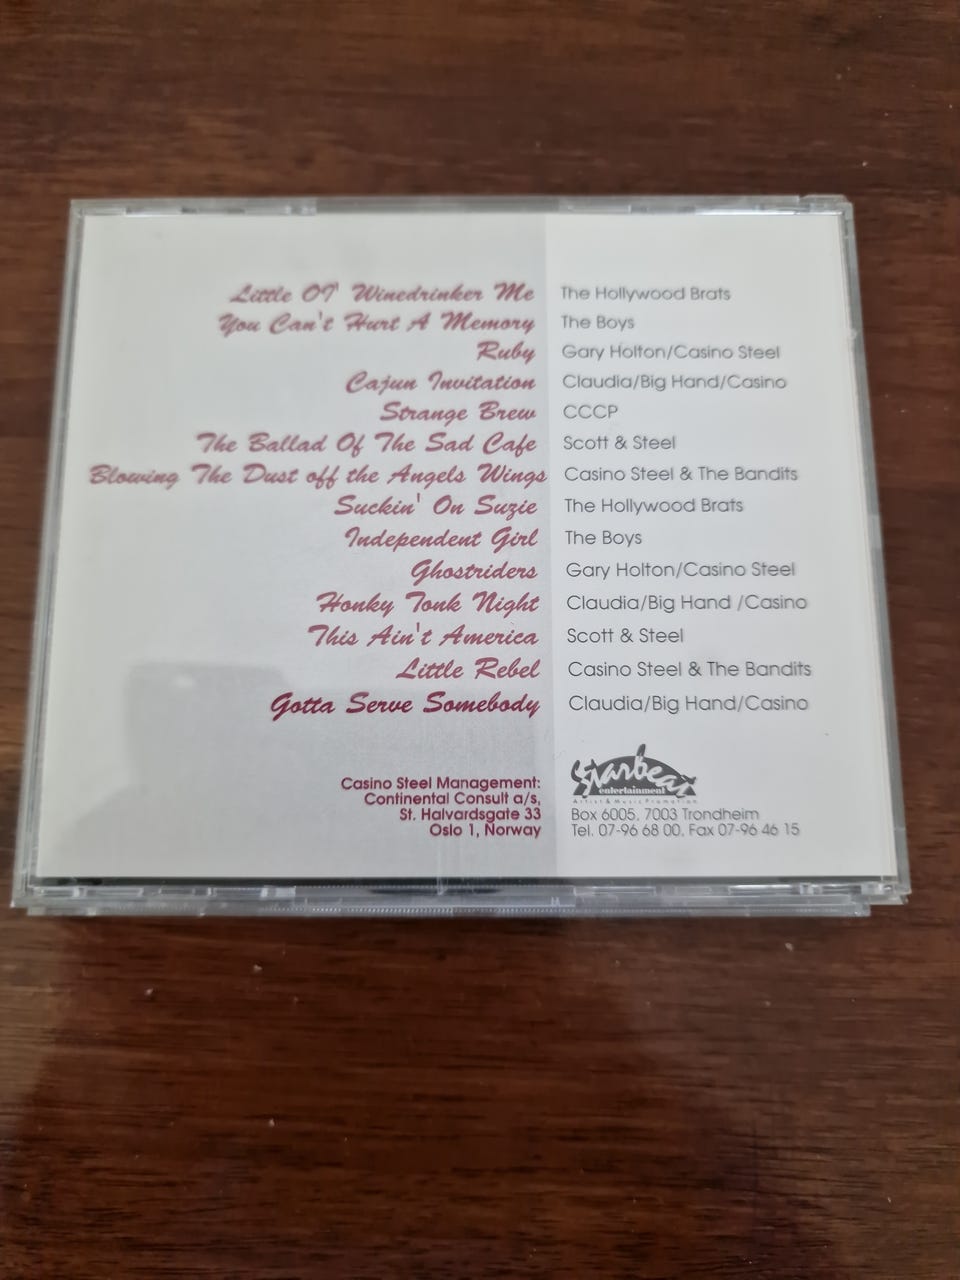 Little Ol' Winedrinker Me The Hollywood Brats
You Can't Hurt A Memory The Boys
Ruby Gary Holton/Casino Steel
Cajun Invitation Claudia/Big Hand/Casino
Strange Brew CCCP
The Ballad Of The Sad Cafe Scott & Steel
Blowing The Dust off the Angels Wings Casino Steel & The Bandits
Suckin' On Suzie The Hollywood Brats
Independent Girl The Boys
Ghostriders Gary Holton/Casino Steel
Honky Tonk Night Claudia/Big Hand /Casino
This Ain't America Scott & Steel
Little Rebel Casino Steel & The Bandits
Gotta Serve Somebody Claudia/Big Hand/Casino
Casino Steel Management:
Continental Consult a/s,
St. Halvardsgate 33
Oslo 1, Norway
Starbeat
entertainment
Artist & Music Promotion
Box 6005, 7003 Trondheim
Tel. 07-96 68 00, Fax 07-96 46 15